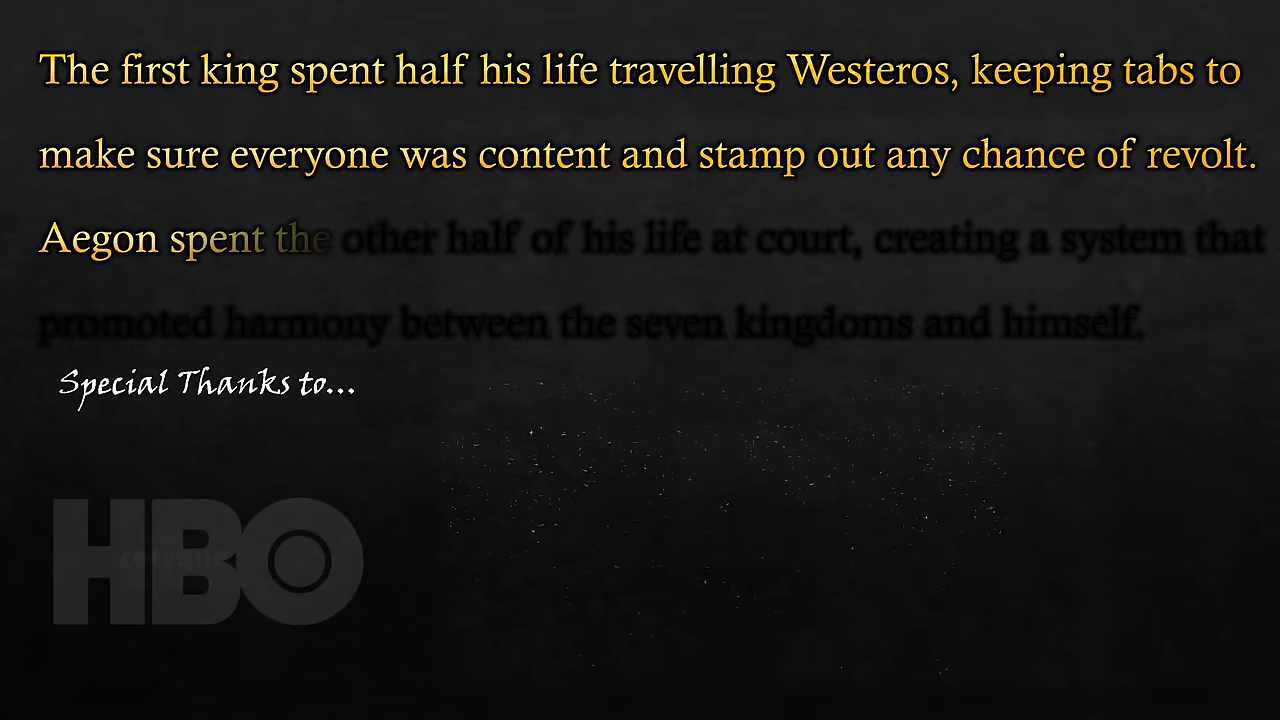 The first king spent half his life travelling Westeros, keeping tabs to
make sure everyone was content and stamp out any chance of revolt.
Aegon spent the other half of his life at court, creating a system that
promoted harmony between the seven kingdoms and himself.
Special Thanks to...
HBO